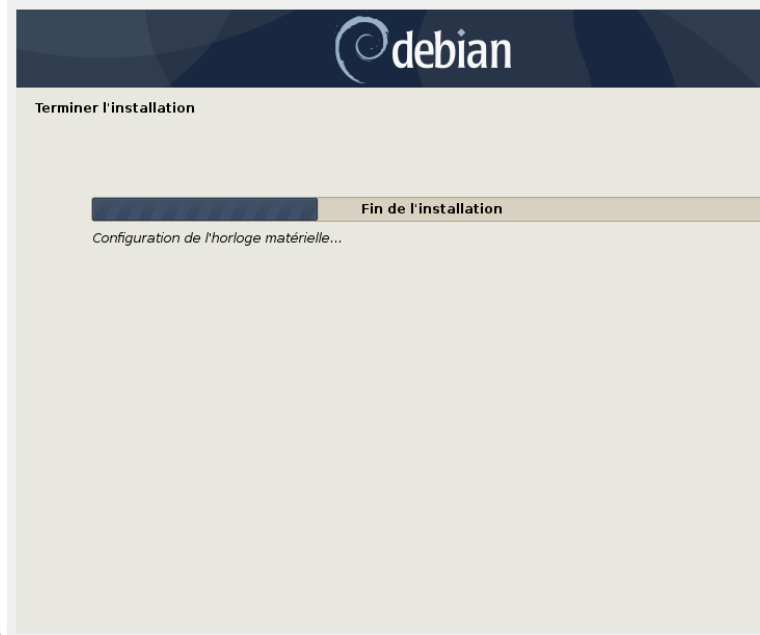 debian
Terminer l'installation
Fin de l'installation
Configuration de l'horloge matérielle...